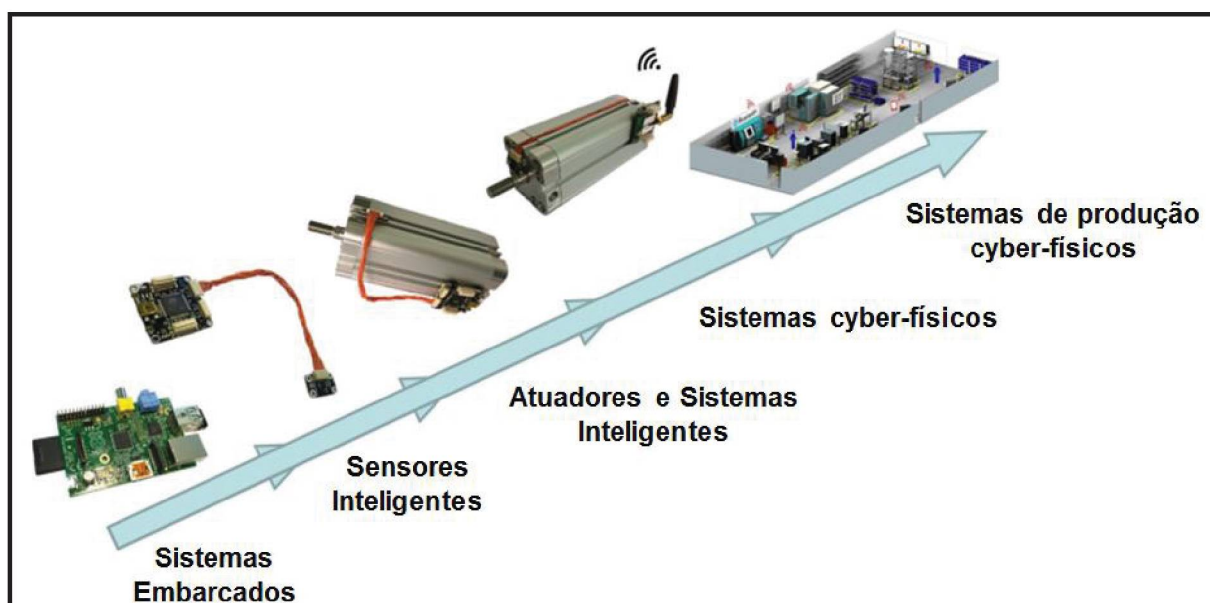 Sistemas de produção
cyber-físicos
Sistemas cyber-físicos
Atuadores e Sistemas
Inteligentes
Sensores
Inteligentes
Sistemas
Embarcados